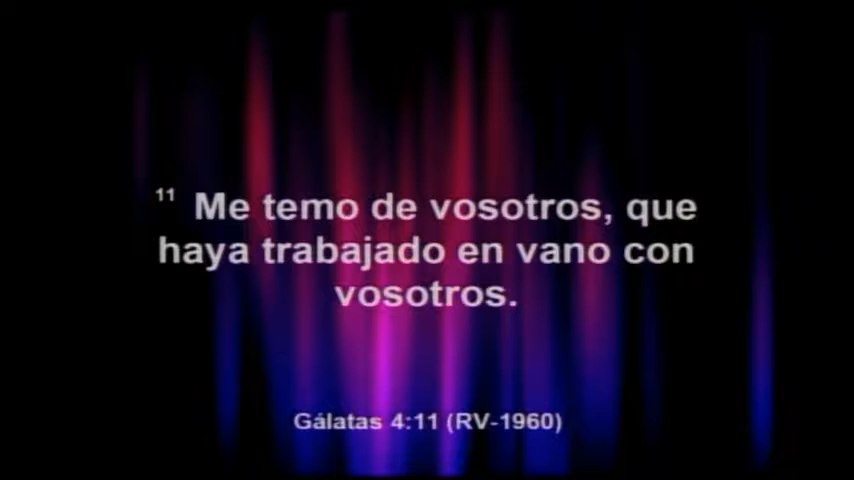 11 Me temo de vosotros, que
haya trabajado en vano con
vosotros.
Gálatas 4:11 (RV-1960)